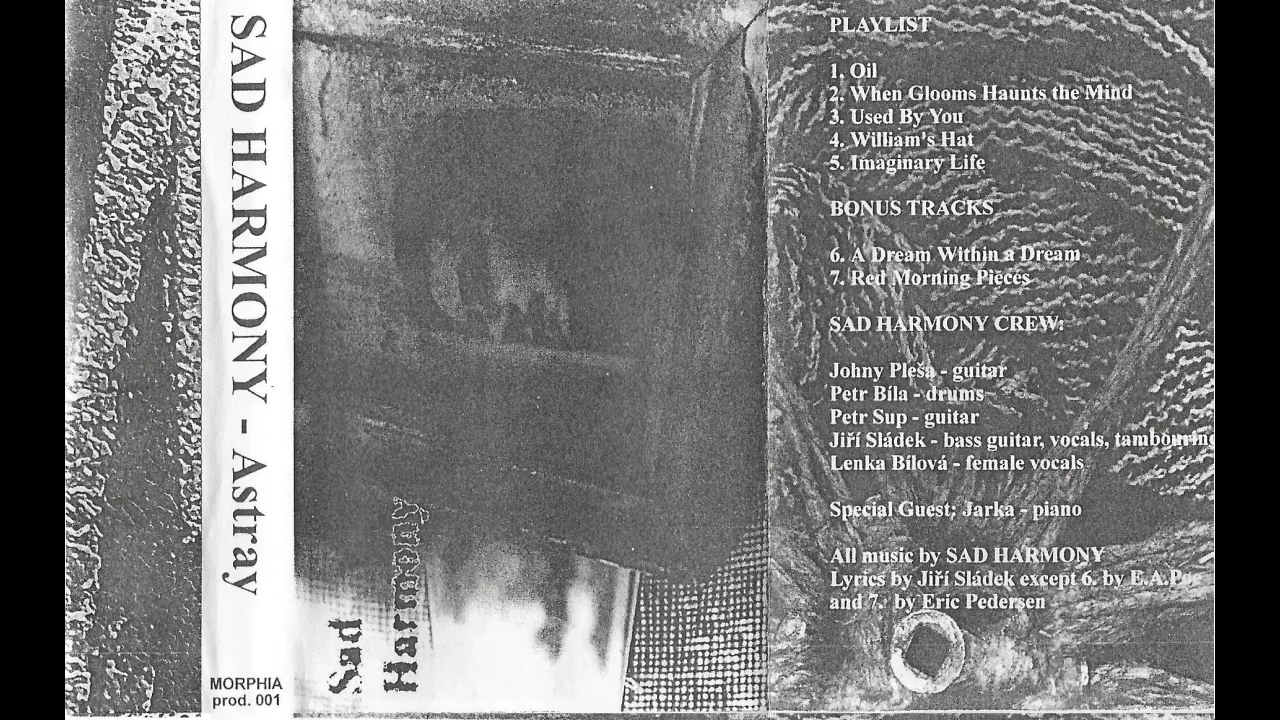 SAD HARMONY - Astray
MORPHIA
prod. 001
Sad
Harmony
PLAYLIST
1. Oil
2. When Glooms Haunts the Mind
3. Used By You
4. William's Hat
5. Imaginary Life
BONUS TRACKS
6. A Dream Within a Dream
7. Red Morning Pieces
SAD HARMONY CREW:
Johny Pleša - guitar
Petr Bíla - drums
Petr Sup - guitar
Jiří Sládek - bass guitar, vocals, tambourine
Lenka Bílová - female vocals
Special Guest: Jarka - piano
All music by SAD HARMONY
Lyrics by Jiří Sládek except 6. by E.A.Poe
and 7. by Eric Pedersen